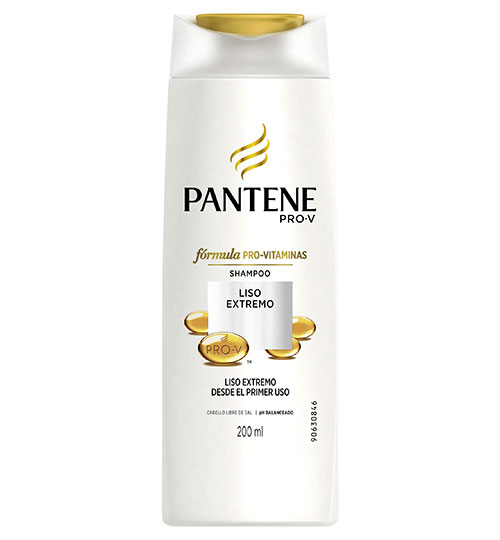 PANTENE
PRO-V
fórmula PRO-VITAMINAS
SHAMPOO
LISO
EXTREMO
PRO-V
TM
LISO EXTREMO
DESDE EL PRIMER USO
CABELLO LIBRE DE SAL | pH BALANCEADO
200 ml
90630846